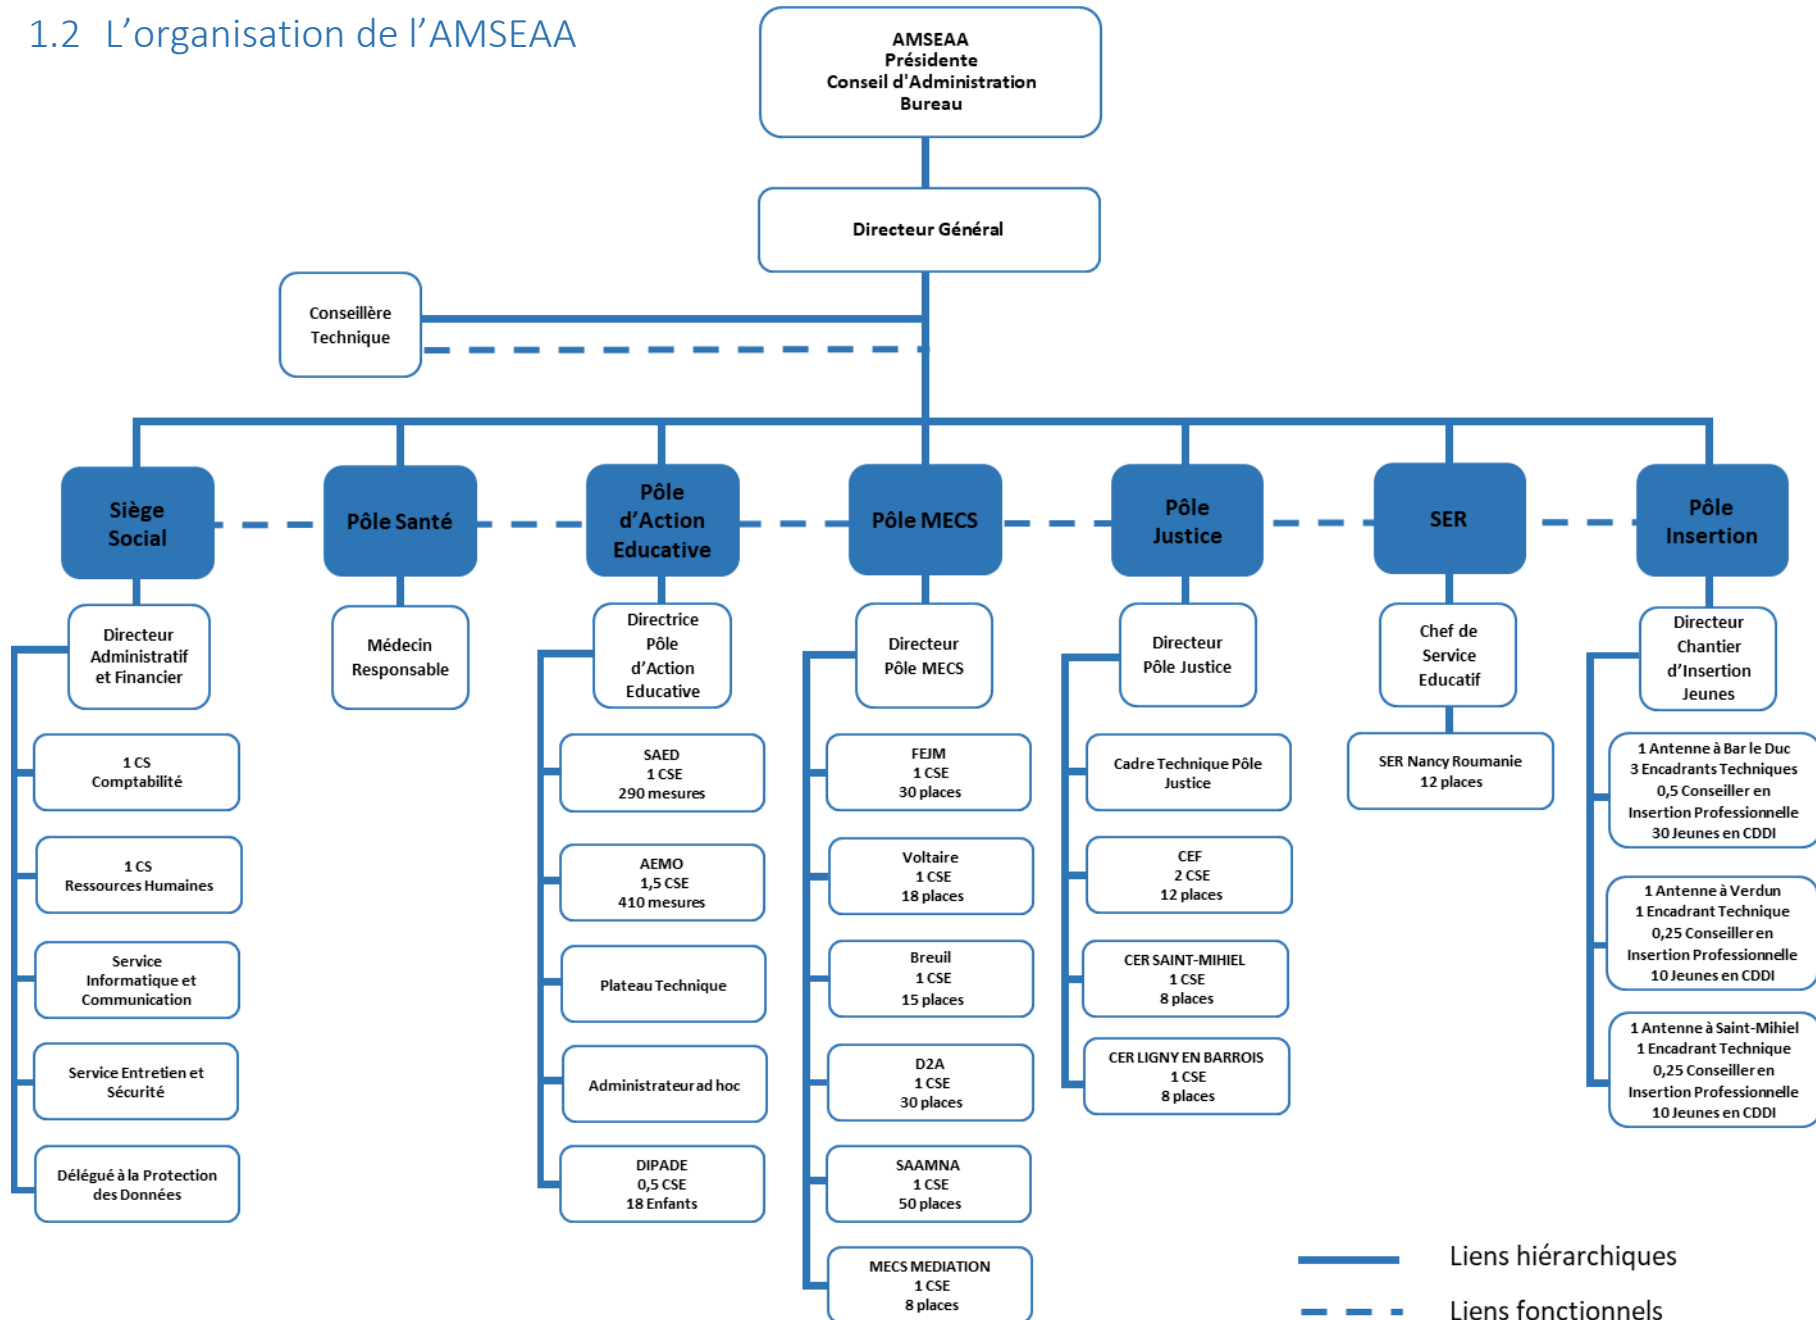 1.2 L’organisation de l’AMSEAA
AMSEAA
Présidente
Conseil d'Administration
Bureau
Directeur Général
Conseillère
Technique
Siège
Social
Pôle Santé
Pôle
d’Action
Educative
Pôle MECS
Pôle
Justice
SER
Pôle
Insertion
Directeur
Administratif
et Financier
Médecin
Responsable
Directrice
Pôle
d’Action
Educative
Directeur
Pôle MECS
Directeur
Pôle Justice
Chef de
Service
Educatif
Directeur
Chantier
d’Insertion
Jeunes
1 CS
Comptabilité
1 CS
Ressources Humaines
Service
Informatique et
Communication
Service Entretien et
Sécurité
Délégué à la Protection
des Données
SAED
1 CSE
290 mesures
AEMO
1,5 CSE
410 mesures
Plateau Technique
Administrateur ad hoc
DIPADE
0,5 CSE
18 Enfants
FEJM
1 CSE
30 places
Voltaire
1 CSE
18 places
Breuil
1 CSE
15 places
D2A
1 CSE
30 places
SAAMNA
1 CSE
50 places
MECS MEDIATION
1 CSE
8 places
Cadre Technique Pôle
Justice
CEF
2 CSE
12 places
CER SAINT-MIHIEL
1 CSE
8 places
CER LIGNY EN BARROIS
1 CSE
8 places
SER Nancy Roumanie
12 places
1 Antenne à Bar le Duc
3 Encadrants Techniques
0,5 Conseiller en
Insertion Professionnelle
30 Jeunes en CDDI
1 Antenne à Verdun
1 Encadrant Technique
0,25 Conseiller en
Insertion Professionnelle
10 Jeunes en CDDI
1 Antenne à Saint-Mihiel
1 Encadrant Technique
0,25 Conseiller en
Insertion Professionnelle
10 Jeunes en CDDI
Liens hiérarchiques
Liens fonctionnels